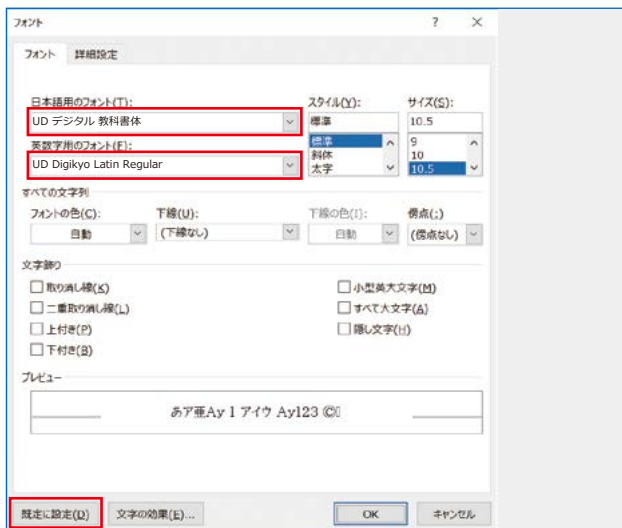 フォント ? ×
フォント 詳細設定
日本語用のフォント(T): スタイル(Y): サイズ(S):
UD デジタル 教科書体 標準 10.5
英数字用のフォント(F): 標準 9
UD Digikyo Latin Regular 斜体 10
太字 10.5
すべての文字列
フォントの色(C): 下線(U): 下線の色(I): 傍点(:)
自動 (下線なし) 自動 (傍点なし)
文字飾り
取り消し線(K) 小型英大文字(M)
二重取り消し線(L) すべて大文字(A)
上付き(P) 隠し文字(H)
下付き(B)
プレビュー
あア亜Ay 1 アイウ Ay123 ©
既定に設定(D) 文字の効果(E)... OK キャンセル